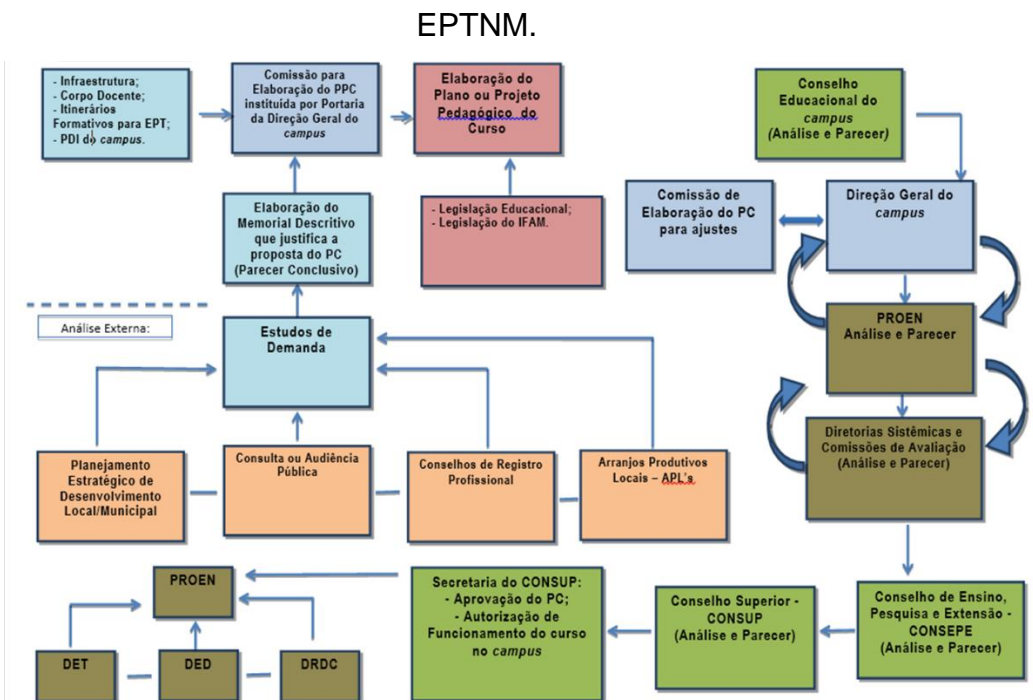 EPTNM.
- Infraestrutura;
- Corpo Docente;
- Itinerários
Formativos para EPT;
- PDI do campus.
Comissão para
Elaboração do PPC
instituída por Portaria
da Direção Geral do
campus
Elaboração do
Plano ou Projeto
Pedagógico do
Curso
Conselho
Educacional do
campus
(Análise e Parecer)
Elaboração do
Memorial Descritivo
que justifica a
proposta do PC
(Parecer Conclusivo)
- Legislação Educacional;
- Legislação do IFAM.
Comissão de
Elaboração do PC
para ajustes
Direção Geral do
campus
Análise Externa:
Estudos de
Demanda
PROEN
Análise e Parecer
Diretorias Sistêmicas e
Comissões de Avaliação
(Análise e Parecer)
Planejamento
Estratégico de
Desenvolvimento
Local/Municipal
Consulta ou Audiência
Pública
Conselhos de Registro
Profissional
Arranjos Produtivos
Locais – APL's
PROEN
Secretaria do CONSUP:
- Aprovação do PC;
- Autorização de
Funcionamento do curso
no campus
Conselho Superior -
CONSUP
(Análise e Parecer)
Conselho de Ensino,
Pesquisa e Extensão -
CONSEPE
(Análise e Parecer)
DET
DED
DRDC